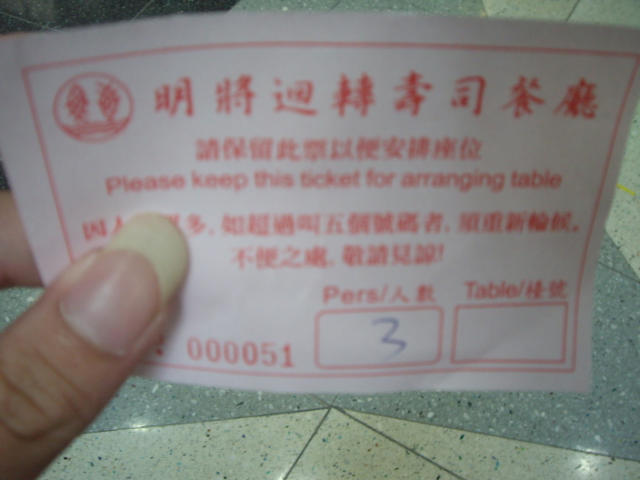 明將迴轉壽司餐廳
請保留此票以便安排座位
Please keep this ticket for arranging table
因人 多, 如超過叫五個號碼者, 須重新輪候。
不便之處, 敬請見諒!
Pers/人數 Table/檯號
: 000051 3